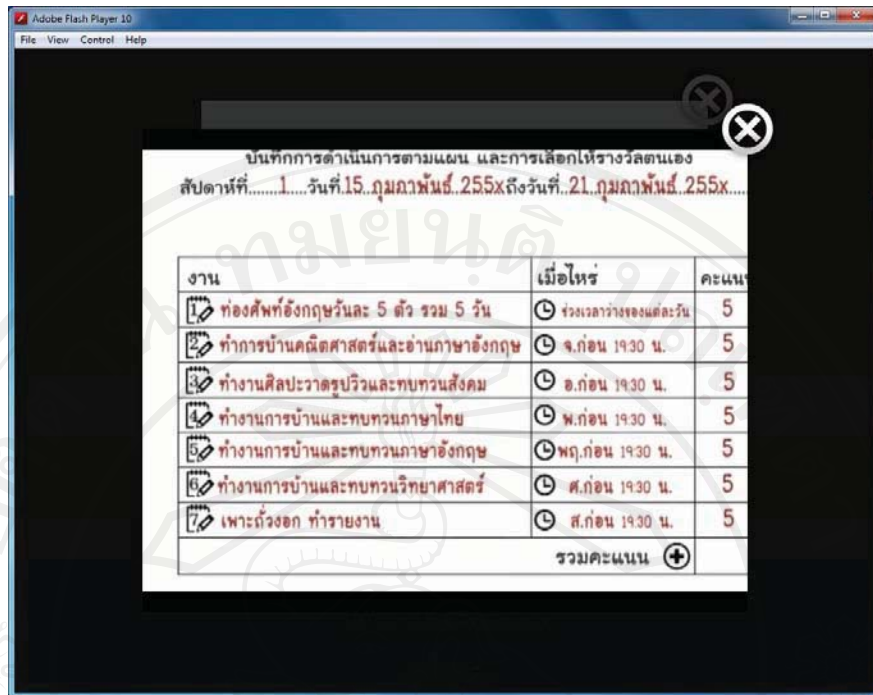 Adobe Flash Player 10
File View Control Help
บันทึกการดำเนินการตามแผน และการเลือกให้รางวัลตนเอง
สัปดาห์ที่........1.....วันที่.15..กุมภาพันธ์..255xถึงวันที่..21..กุมภาพันธ์..255x.....
งาน เมื่อไหร่ คะแนน
1 ท่องศัพท์อังกฤษวันละ 5 ตัว รวม 5 วัน ช่วงเวลาว่างของแต่ละวัน 5
2 ทำการบ้านคณิตศาสตร์และอ่านภาษาอังกฤษ จ.ก่อน 19.30 น. 5
3 ทำงานศิลปะวาดรูปวิวและทบทวนสังคม อ.ก่อน 19.30 น. 5
4 ทำงานการบ้านและทบทวนภาษาไทย พ.ก่อน 19.30 น. 5
5 ทำงานการบ้านและทบทวนภาษาอังกฤษ พฤ.ก่อน 19.30 น. 5
6 ทำงานการบ้านและทบทวนวิทยาศาสตร์ ศ.ก่อน 19.30 น. 5
7 เพาะถั่วงอก ทำรายงาน ส.ก่อน 19.30 น. 5
รวมคะแนน